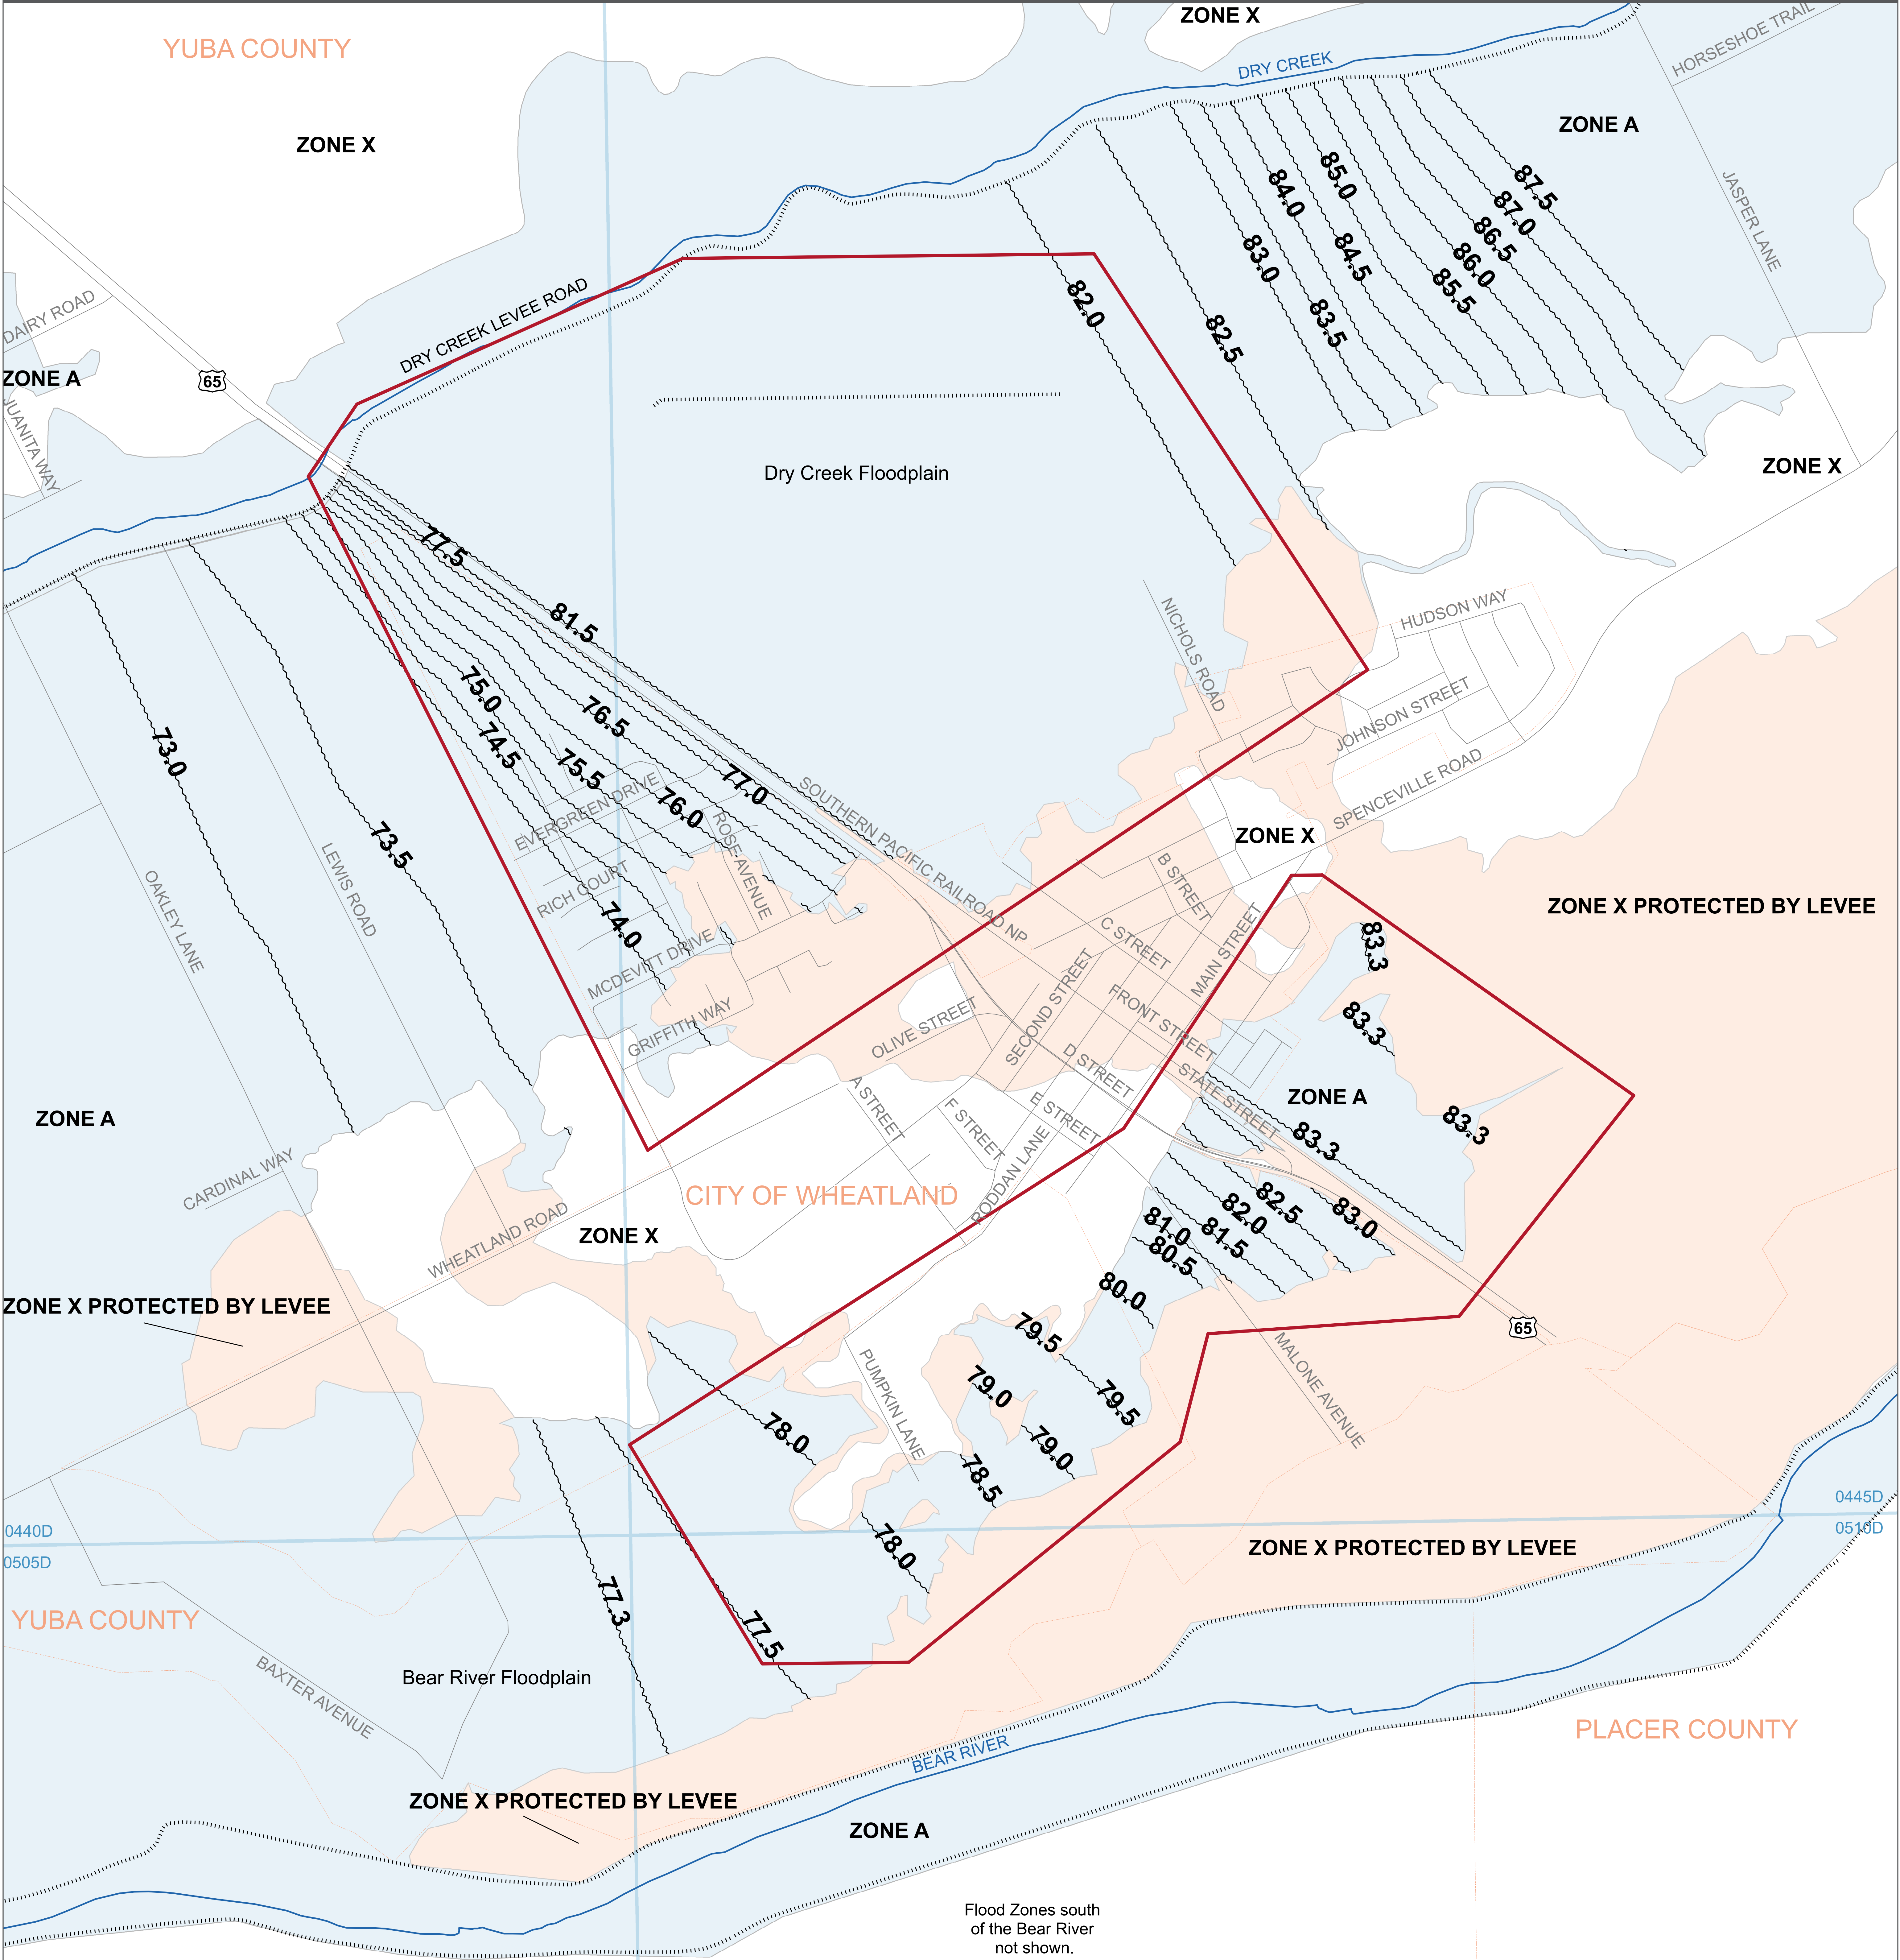 ZONE X
YUBA COUNTY
HORSESHOE TRAIL
DRY CREEK
ZONE X
ZONE A
JASPER LANE
85.0
84.0
87.5
87.0
86.5
86.0
85.5
84.5
83.0
83.5
82.5
82.0
DRY CREEK LEVEE ROAD
DAIRY ROAD
65
ZONE A
JUANITA WAY
Dry Creek Floodplain
ZONE X
77.5
81.5
HUDSON WAY
NICHOLS ROAD
JOHNSON STREET
75.0
76.5
74.5
75.5
77.0
76.0
73.0
73.5
SOUTHERN PACIFIC RAILROAD NP
EVERGREEN DRIVE
ROSE AVENUE
SPENCEVILLE ROAD
ZONE X
LEWIS ROAD
OAKLEY LANE
RICH COURT
B STREET
74.0
MCDEVITT DRIVE
C STREET
MAIN STREET
ZONE X PROTECTED BY LEVEE
83.3
83.3
GRIFFITH WAY
OLIVE STREET
SECOND STREET
FRONT STREET
D STREET
STATE STREET
ZONE A
83.3
83.3
ZONE A
A STREET
F STREET
E STREET
RODDAN LANE
CARDINAL WAY
CITY OF WHEATLAND
WHEATLAND ROAD
ZONE X
82.5
82.0
83.0
81.0
81.5
80.5
80.0
ZONE X PROTECTED BY LEVEE
79.5
65
PUMPKIN LANE
MALONE AVENUE
79.0
79.5
78.0
79.0
78.5
0440D
0505D
0445D
0510D
78.0
ZONE X PROTECTED BY LEVEE
77.3
77.5
YUBA COUNTY
BAXTER AVENUE
Bear River Floodplain
PLACER COUNTY
BEAR RIVER
ZONE X PROTECTED BY LEVEE
ZONE A
Flood Zones south
of the Bear River
not shown.